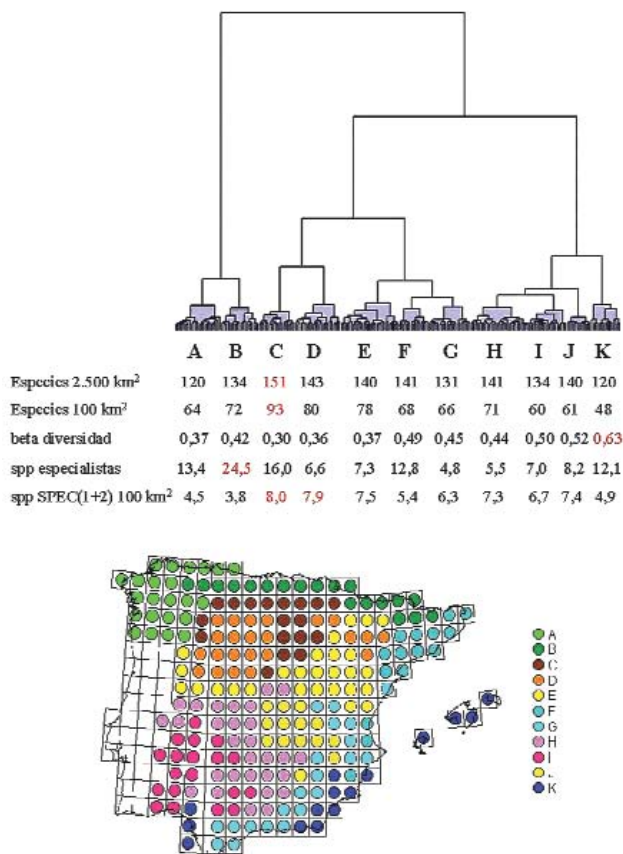 A B C D E F G H I J K
Especies 2.500 km² 120 134 151 143 140 141 131 141 134 140 120
Especies 100 km² 64 72 93 80 78 68 66 71 60 61 48
beta diversidad 0,37 0,42 0,30 0,36 0,37 0,49 0,45 0,44 0,50 0,52 0,63
spp especialistas 13,4 24,5 16,0 6,6 7,3 12,8 4,8 5,5 7,0 8,2 12,1
spp SPEC(1+2) 100 km² 4,5 3,8 8,0 7,9 7,5 5,4 6,3 7,3 6,7 7,4 4,9
A
B
C
D
E
F
G
H
I
J
K